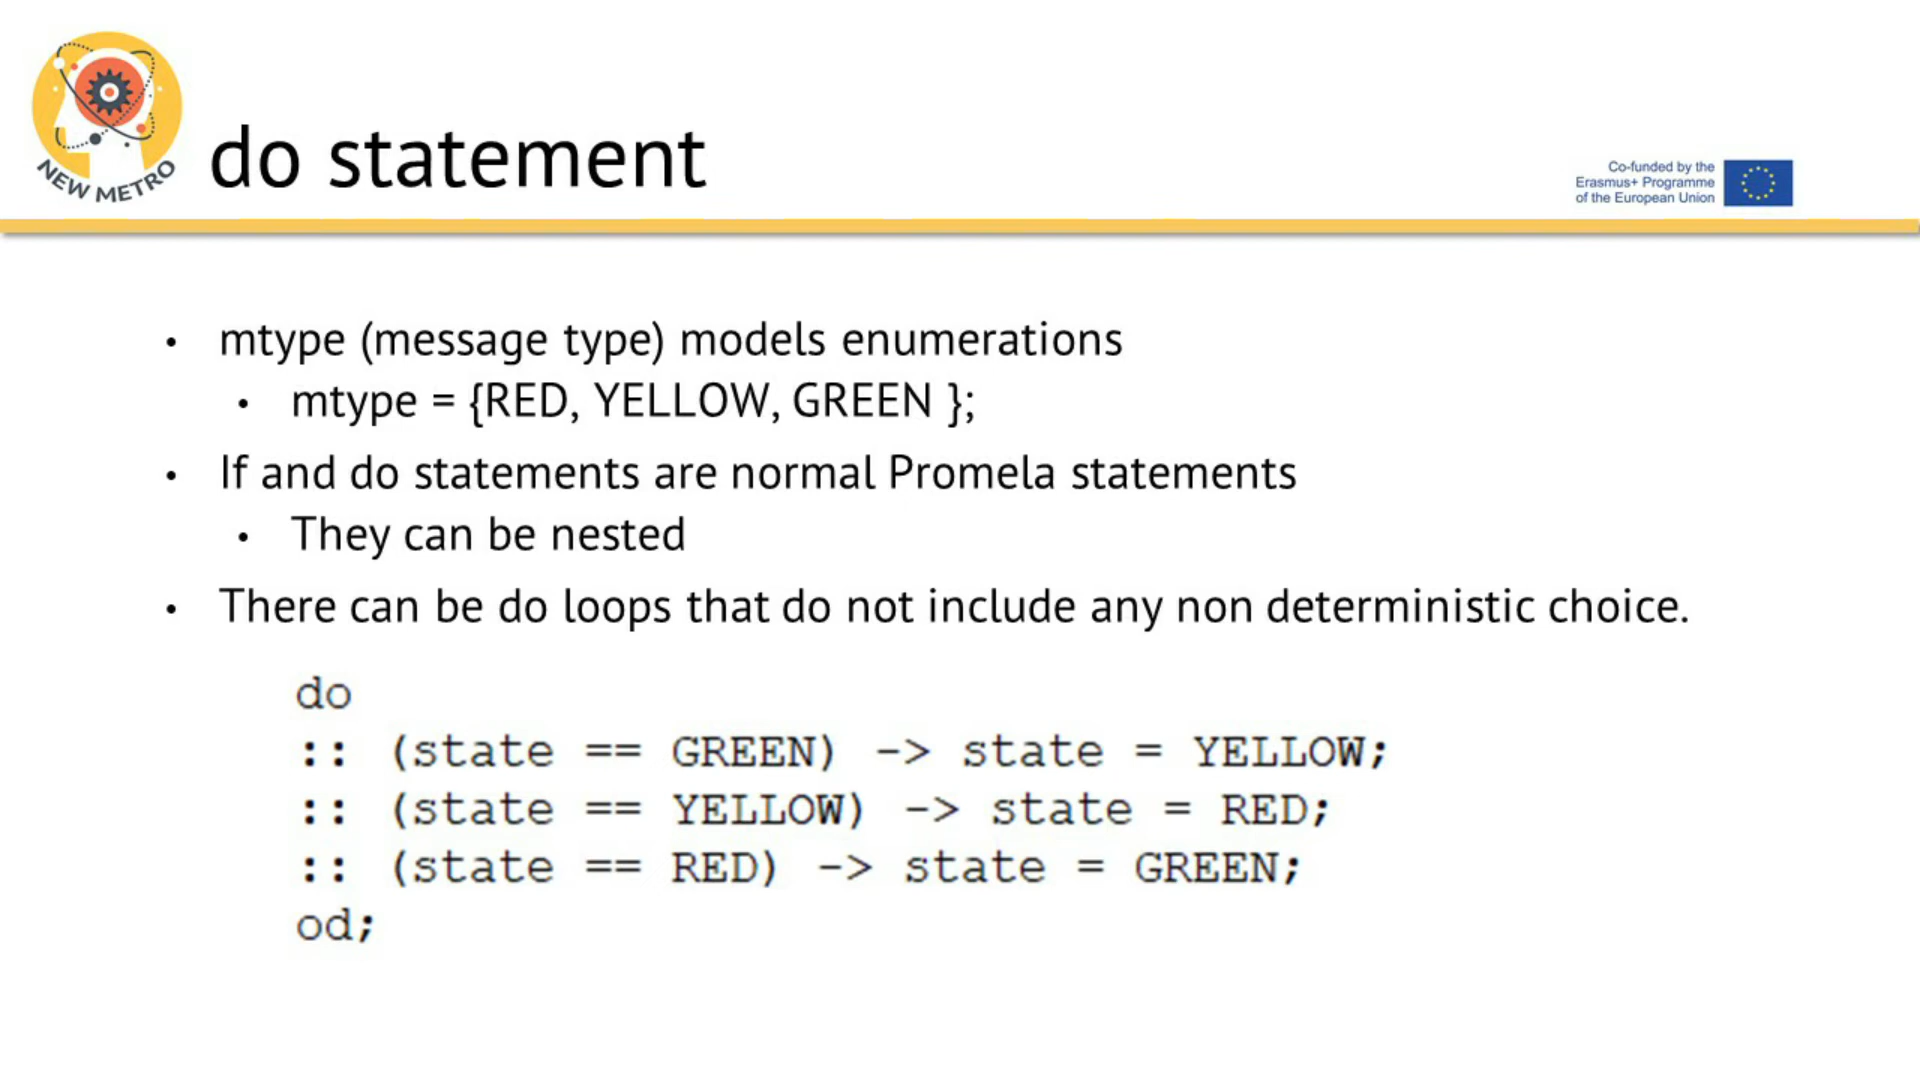 NEW METRO
do statement
Co-funded by the
Erasmus+ Programme
of the European Union
• mtype (message type) models enumerations
• mtype = {RED, YELLOW, GREEN };
• If and do statements are normal Promela statements
• They can be nested
• There can be do loops that do not include any non deterministic choice.
do
:: (state == GREEN) -> state = YELLOW;
:: (state == YELLOW) -> state = RED;
:: (state == RED) -> state = GREEN;
od;